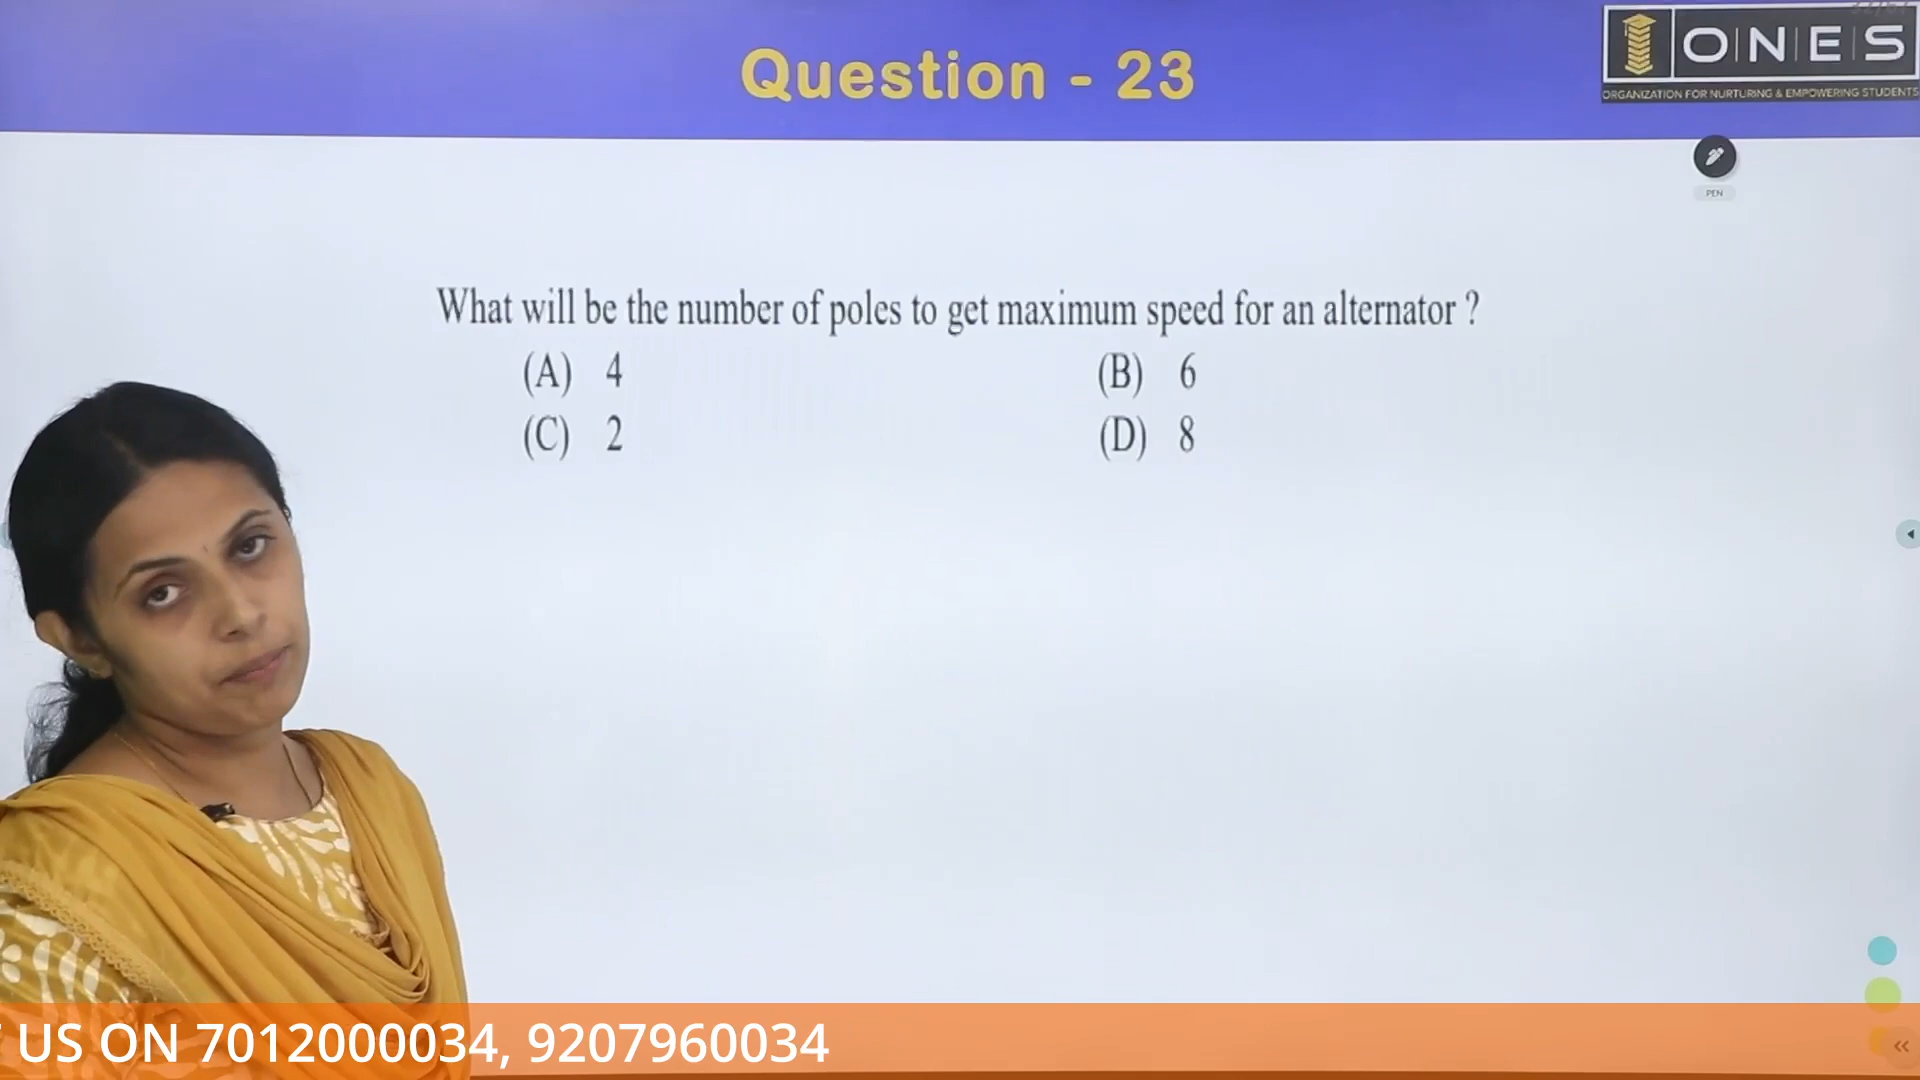 Question - 23
O|N|E|S
ORGANIZATION FOR NURTURING & EMPOWERING STUDENTS
PEN
What will be the number of poles to get maximum speed for an alternator ?
(A) 4 (B) 6
(C) 2 (D) 8
US ON 7012000034, 9207960034